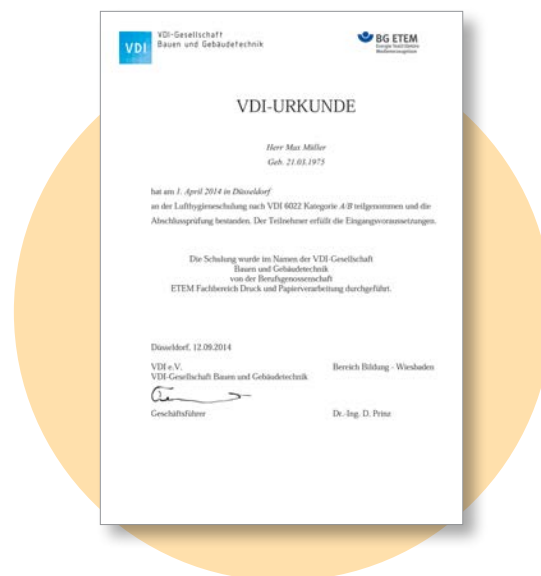 VDI
VDI-Gesellschaft
Bauen und Gebäudetechnik
BG ETEM
Energie Textil Elektro
Medienerzeugnisse
VDI-URKUNDE
Herr Max Müller
Geb. 21.03.1975
hat am 1. April 2014 in Düsseldorf
an der Lufthygieneschulung nach VDI 6022 Kategorie A/B teilgenommen und die
Abschlussprüfung bestanden. Der Teilnehmer erfüllt die Eingangsvoraussetzungen.
Die Schulung wurde im Namen der VDI-Gesellschaft
Bauen und Gebäudetechnik
von der Berufsgenossenschaft
ETEM Fachbereich Druck und Papierverarbeitung durchgeführt.
Düsseldorf, 12.09.2014
VDI e.V. Bereich Bildung - Wiesbaden
VDI-Gesellschaft Bauen und Gebäudetechnik
Geschäftsführer Dr.-Ing. D. Prinz